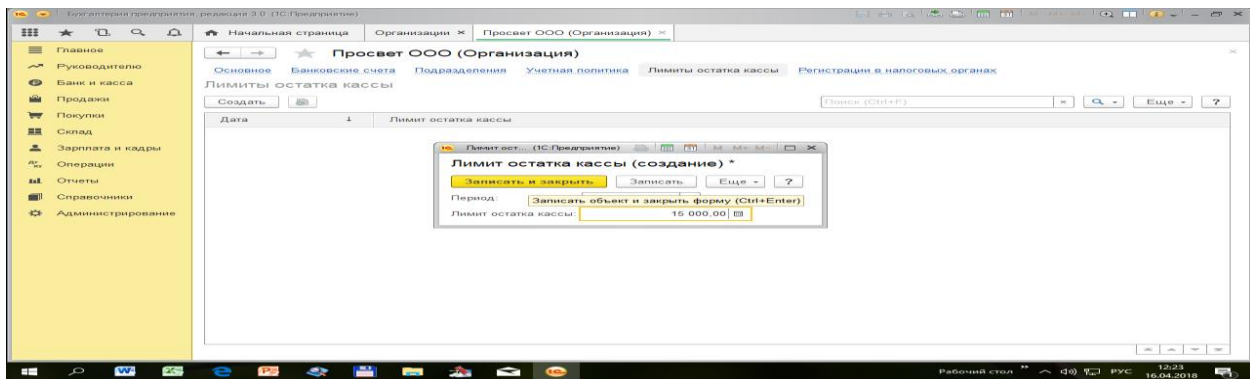 Бухгалтерия предприятия, редакция 3.0 (1С:Предприятие)
Начальная страница
Организации ×
Просвет ООО (Организация) ×
Главное
Руководителю
Банк и касса
Продажи
Покупки
Склад
Зарплата и кадры
Операции
Отчеты
Справочники
Администрирование
Просвет ООО (Организация)
Основное Банковские счета Подразделения Учетная политика Лимиты остатка кассы Регистрации в налоговых органах
Лимиты остатка кассы
Создать Поиск (Ctrl+F) × Еще ?
Дата Лимит остатка кассы
Лимит ост... (1С:Предприятие) M M+ M-
Лимит остатка кассы (создание) *
Записать и закрыть Записать Еще ?
Период:
Записать объект и закрыть форму (Ctrl+Enter)
Лимит остатка кассы: 15 000,00
Рабочий стол РУС 12:23
16.04.2018